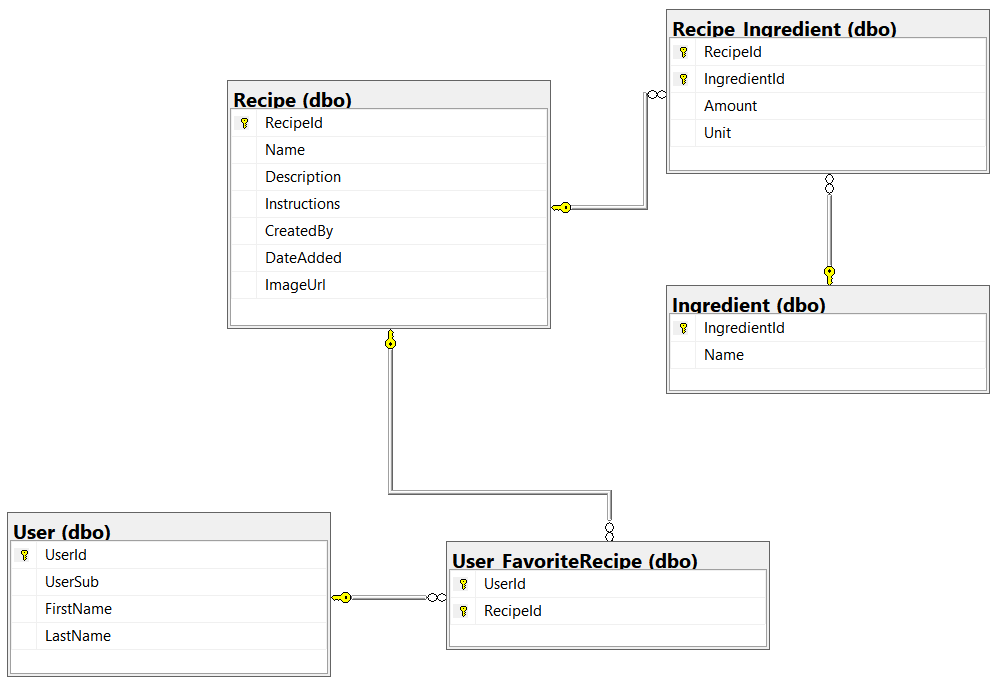 Recipe_Ingredient (dbo)
RecipeId
IngredientId
Amount
Unit
Recipe (dbo)
RecipeId
Name
Description
Instructions
CreatedBy
DateAdded
ImageUrl
Ingredient (dbo)
IngredientId
Name
User (dbo)
UserId
UserSub
FirstName
LastName
User_FavoriteRecipe (dbo)
UserId
RecipeId